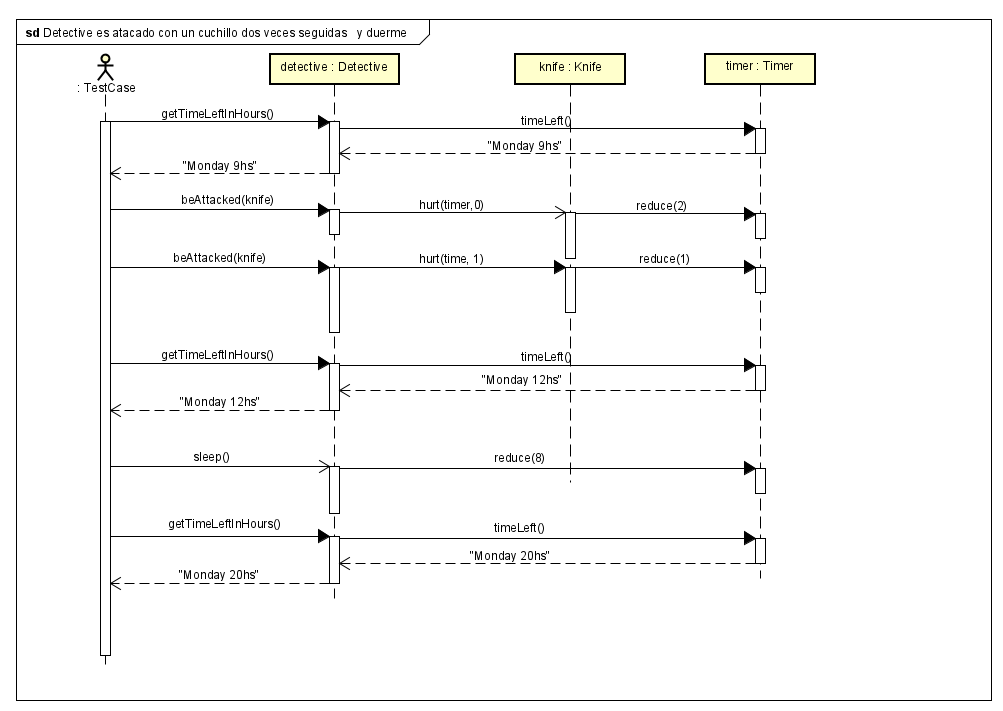 sd Detective es atacado con un cuchillo dos veces seguidas y duerme
: TestCase
detective : Detective
knife : Knife
timer : Timer
getTimeLeftInHours()
timeLeft()
"Monday 9hs"
"Monday 9hs"
beAttacked(knife)
hurt(timer,0)
reduce(2)
beAttacked(knife)
hurt(time, 1)
reduce(1)
getTimeLeftInHours()
timeLeft()
"Monday 12hs"
"Monday 12hs"
sleep()
reduce(8)
getTimeLeftInHours()
timeLeft()
"Monday 20hs"
"Monday 20hs"